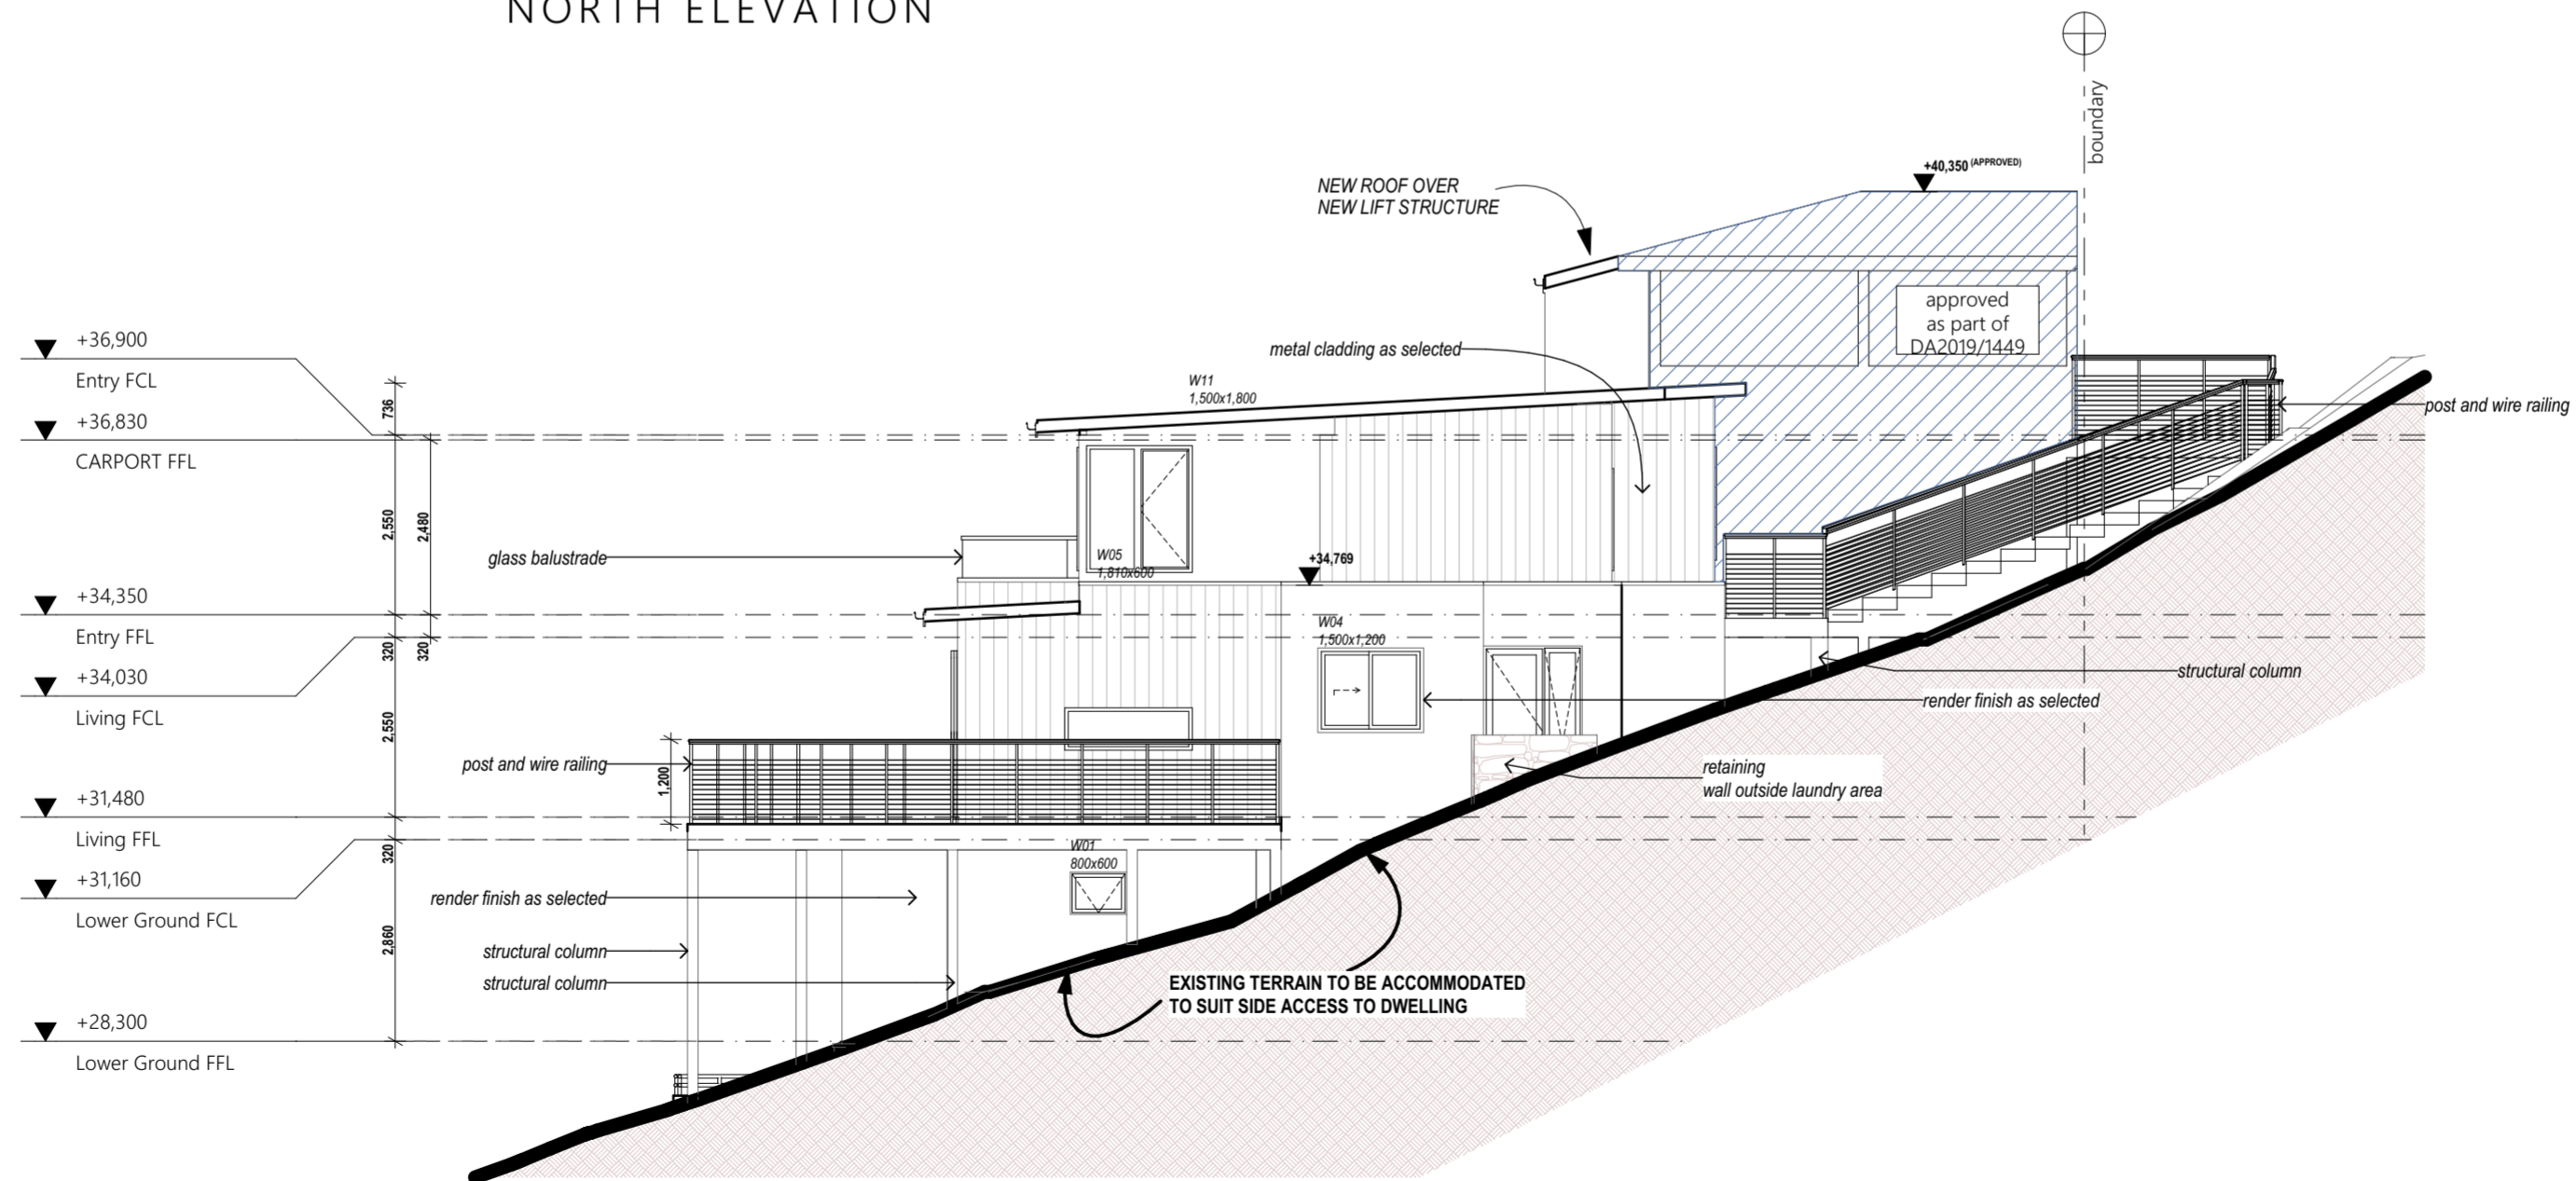 NORTH ELEVATION
boundary
+40,350 (APPROVED)
NEW ROOF OVER
NEW LIFT STRUCTURE
approved
as part of
DA2019/1449
metal cladding as selected
post and wire railing
W11
1,500x1,800
+36,900
Entry FCL
+36,830
CARPORT FFL
736
2,550
2,480
glass balustrade
W05
1,810x600
+34,769
+34,350
Entry FFL
320
320
W04
1,500x1,200
+34,030
Living FCL
structural column
render finish as selected
2,550
post and wire railing
1,200
retaining
wall outside laundry area
+31,480
Living FFL
320
W01
800x600
+31,160
Lower Ground FCL
render finish as selected
2,860
structural column
structural column
EXISTING TERRAIN TO BE ACCOMMODATED
TO SUIT SIDE ACCESS TO DWELLING
+28,300
Lower Ground FFL